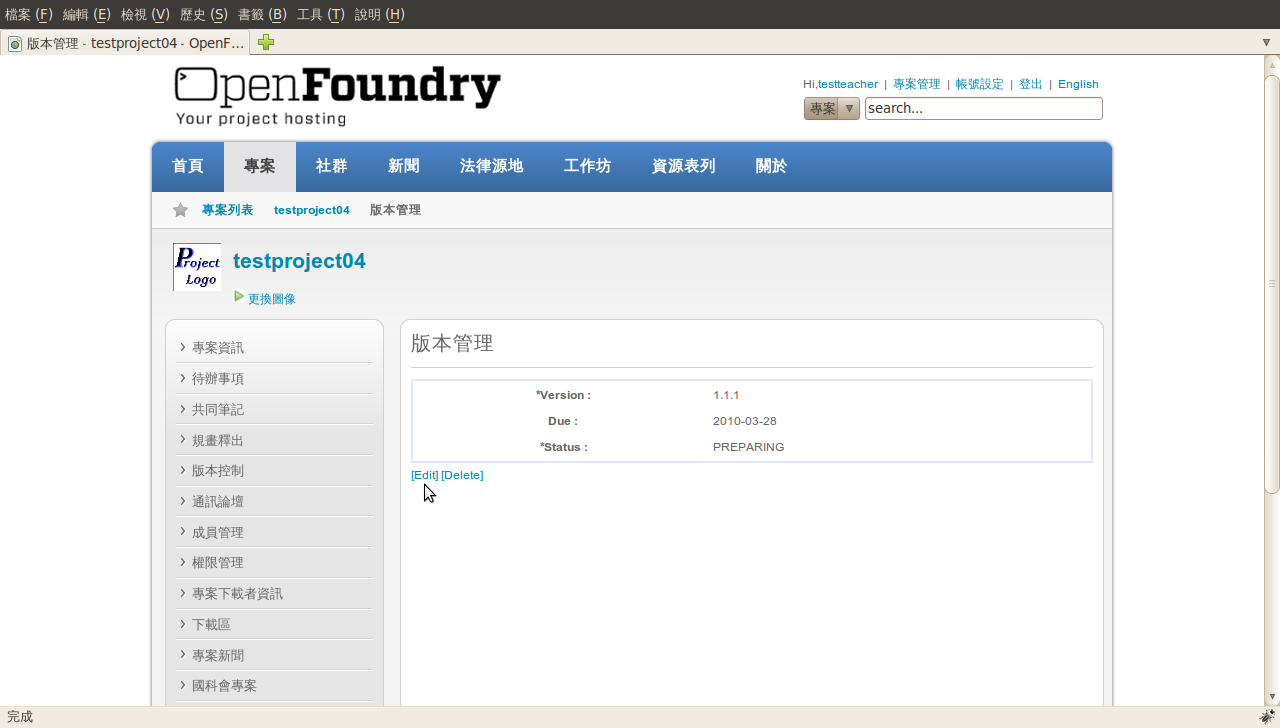 檔案 (F) 編輯 (E) 檢視 (V) 歷史 (S) 書籤 (B) 工具 (T) 說明 (H)
版本管理 - testproject04 - OpenF...
OpenFoundry
Your project hosting
Hi,testteacher | 專案管理 | 帳號設定 | 登出 | English
專案 search...
首頁 專案 社群 新聞 法律源地 工作坊 資源表列 關於
專案列表 testproject04 版本管理
Project Logo
testproject04
更換圖像
專案資訊
待辦事項
共同筆記
規畫釋出
版本控制
通訊論壇
成員管理
權限管理
專案下載者資訊
下載區
專案新聞
國科會專案
版本管理
*Version : 1.1.1
Due : 2010-03-28
*Status : PREPARING
[Edit] [Delete]
完成